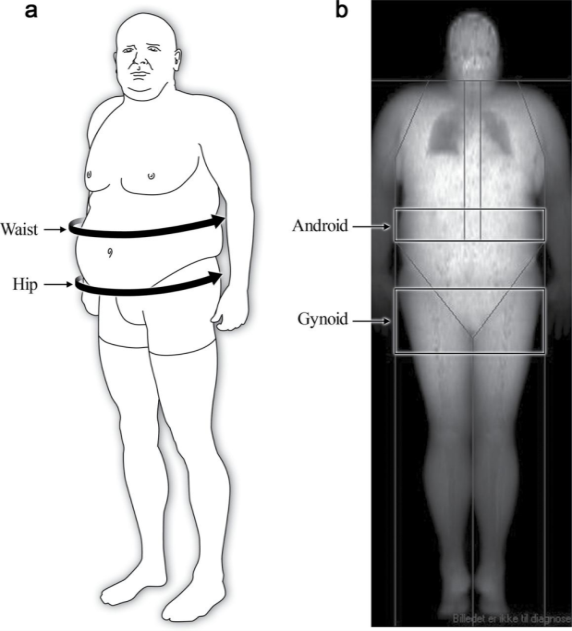 a
Waist
Hip
b
Android
Gynoid
Billedet er ikke til diagnose